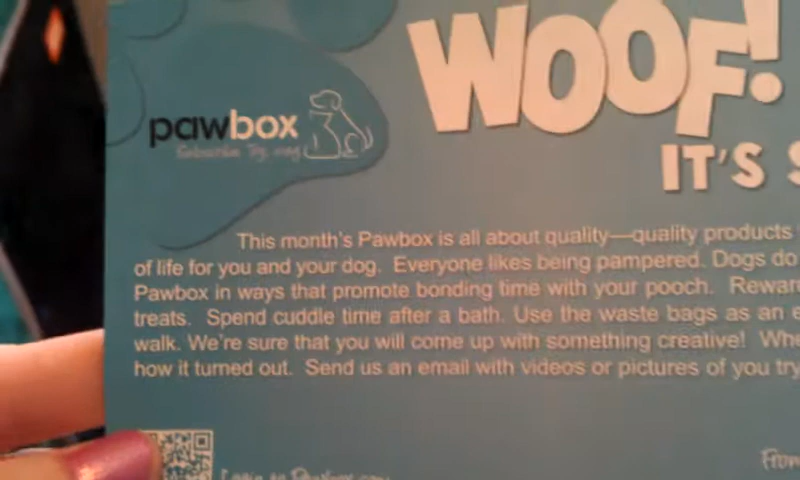 WOOF!
pawbox
IT'S S
This month's Pawbox is all about quality—quality products
of life for you and your dog. Everyone likes being pampered. Dogs do
Pawbox in ways that promote bonding time with your pooch. Rewar
treats. Spend cuddle time after a bath. Use the waste bags as an e
walk. We're sure that you will come up with something creative! Whe
how it turned out. Send us an email with videos or pictures of you try
From